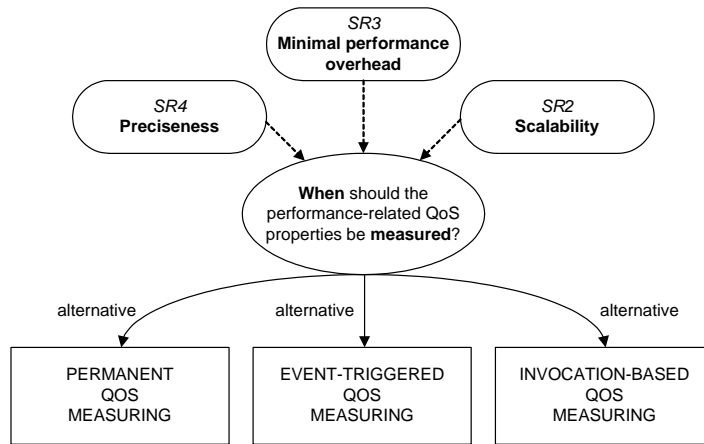 SR3
Minimal performance
overhead
SR4
Preciseness
SR2
Scalability
When should the
performance-related QoS
properties be measured?
alternative
alternative
alternative
PERMANENT
QOS
MEASURING
EVENT-TRIGGERED
QOS
MEASURING
INVOCATION-BASED
QOS
MEASURING